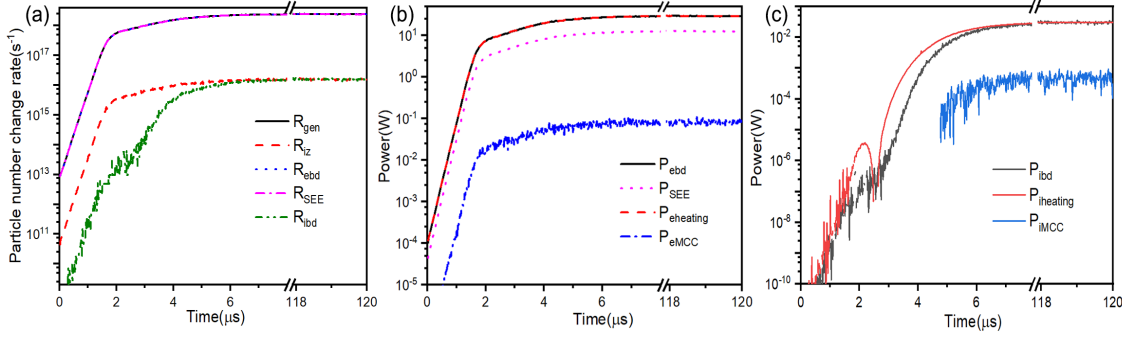 (a)
Particle number change rate(s⁻¹)
10¹⁷
10¹⁵
10¹³
10¹¹
R_gen
R_iz
R_ebd
R_SEE
R_ibd
0 2 4 6 118 120
Time(μs)
(b)
Power(W)
10¹
10⁰
10⁻¹
10⁻²
10⁻³
10⁻⁴
10⁻⁵
P_ebd
P_SEE
P_eheating
P_eMCC
0 2 4 6 118 120
Time(μs)
(c)
Power(W)
10⁻²
10⁻⁴
10⁻⁶
10⁻⁸
10⁻¹⁰
P_ibd
P_iheating
P_iMCC
0 2 4 6 118 120
Time(μs)